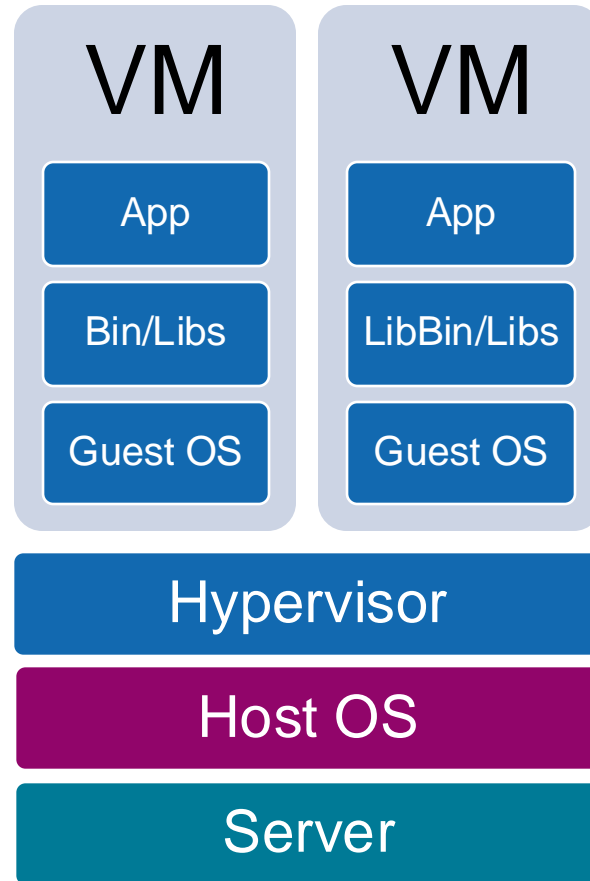 VM
App
Bin/Libs
Guest OS
VM
App
LibBin/Libs
Guest OS
Hypervisor
Host OS
Server